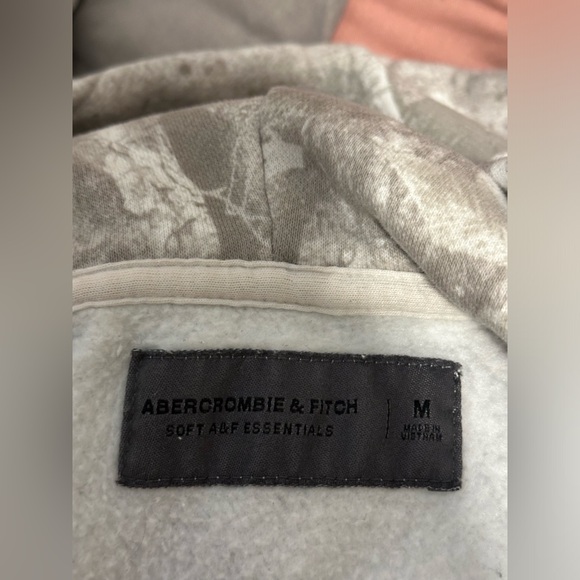 ABERCROMBIE & FITCH
SOFT A&F ESSENTIALS
M
MADE IN
VIETNAM